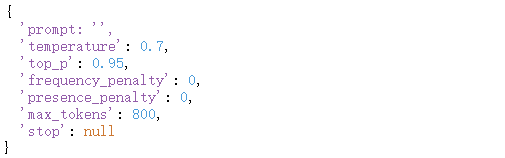 {
'prompt: '',
'temperature': 0.7,
'top_p': 0.95,
'frequency_penalty': 0,
'presence_penalty': 0,
'max_tokens': 800,
'stop': null
}